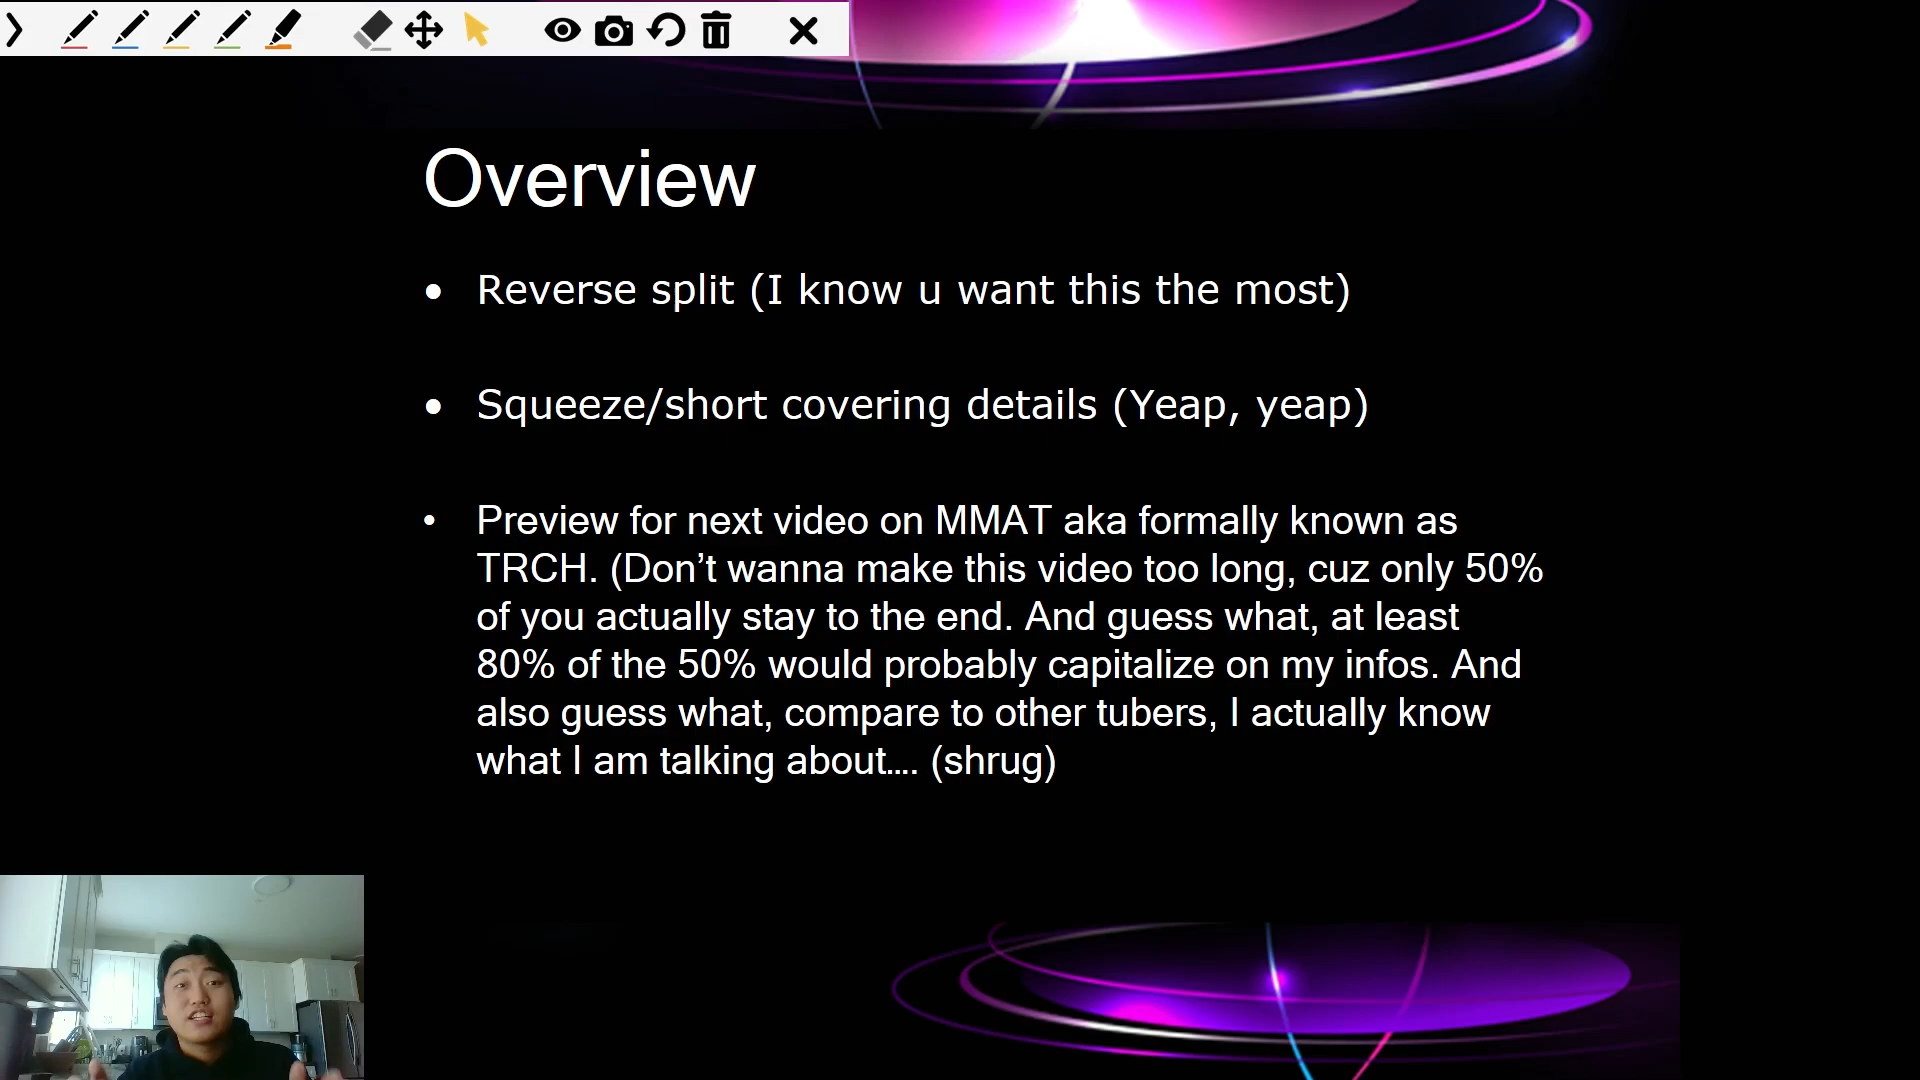 Overview
• Reverse split (I know u want this the most)
• Squeeze/short covering details (Yeap, yeap)
• Preview for next video on MMAT aka formally known as
TRCH. (Don’t wanna make this video too long, cuz only 50%
of you actually stay to the end. And guess what, at least
80% of the 50% would probably capitalize on my infos. And
also guess what, compare to other tubers, I actually know
what I am talking about.... (shrug)